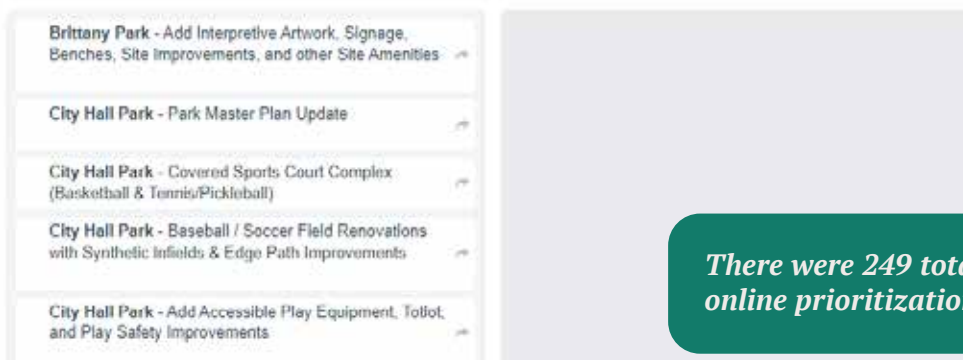 Brittany Park - Add Interpretive Artwork, Signage,
Benches, Site Improvements, and other Site Amenities
City Hall Park - Park Master Plan Update
City Hall Park - Covered Sports Court Complex
(Basketball & Tennis/Pickleball)
City Hall Park - Baseball / Soccer Field Renovations
with Synthetic Infields & Edge Path Improvements
City Hall Park - Add Accessible Play Equipment, Totlot,
and Play Safety Improvements
There were 249 tota
online prioritizatio